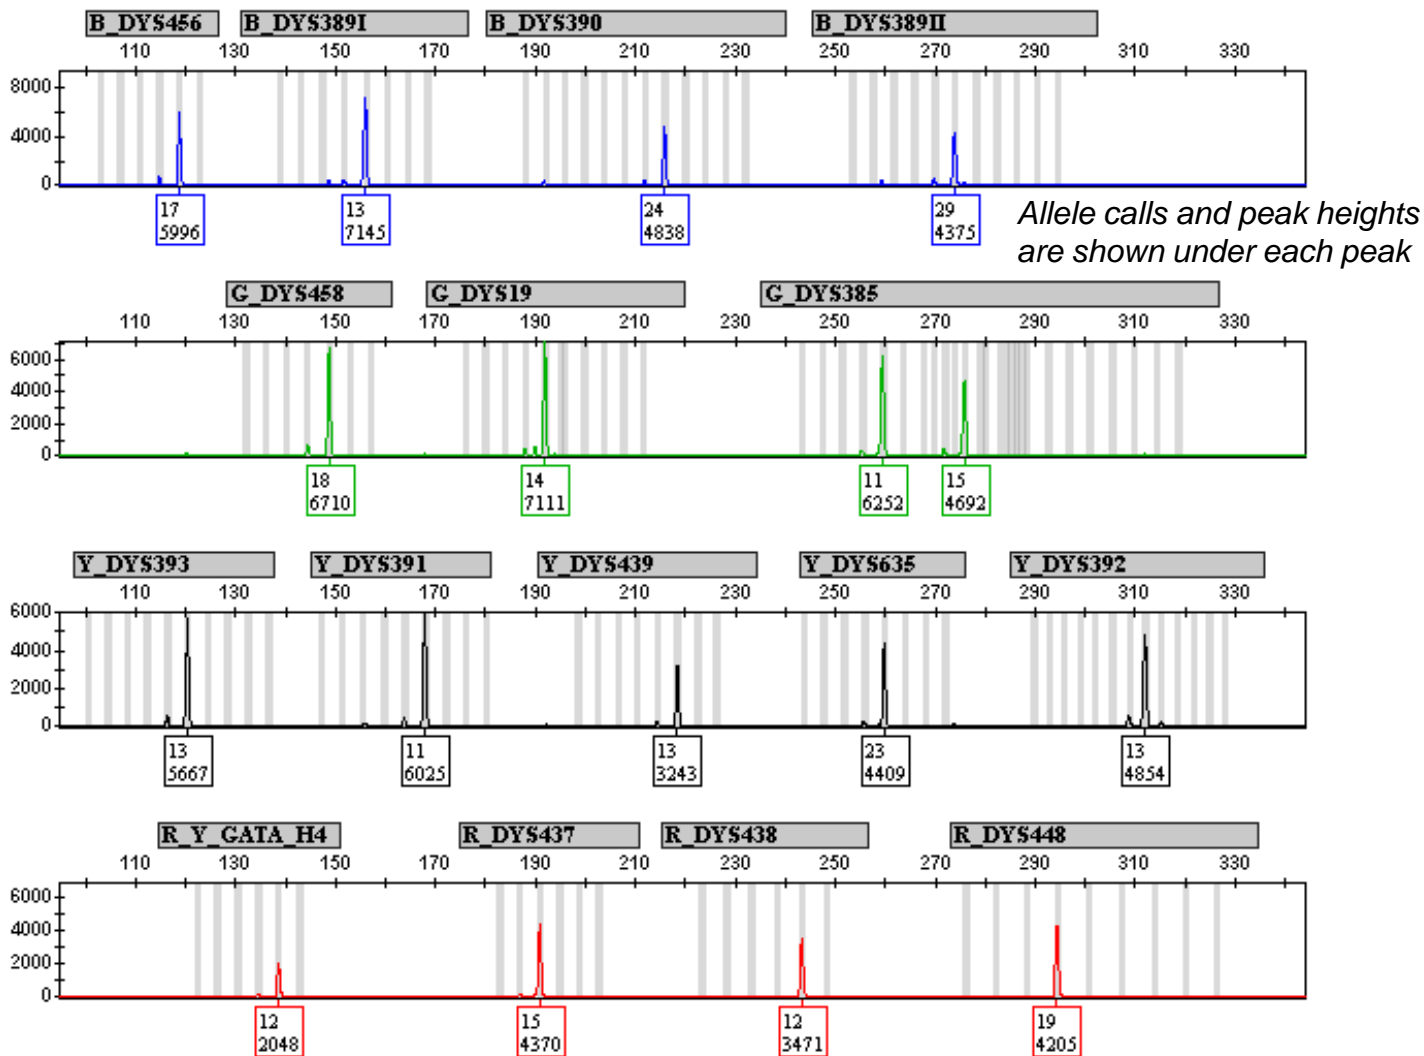 B_DYS456 B_DYS389I B_DYS390 B_DYS389II
110 130 150 170 190 210 230 250 270 290 310 330
8000
4000
0
17 13 24 29
5996 7145 4838 4375
Allele calls and peak heights
are shown under each peak
G_DYS458 G_DYS19 G_DYS385
110 130 150 170 190 210 230 250 270 290 310 330
6000
4000
2000
0
18 14 11 15
6710 7111 6252 4692
Y_DYS393 Y_DYS391 Y_DYS439 Y_DYS635 Y_DYS392
110 130 150 170 190 210 230 250 270 290 310 330
6000
4000
2000
0
13 11 13 23 13
5667 6025 3243 4409 4854
R_Y_GATA_H4 R_DYS437 R_DYS438 R_DYS448
110 130 150 170 190 210 230 250 270 290 310 330
6000
4000
2000
0
12 15 12 19
2048 4370 3471 4205